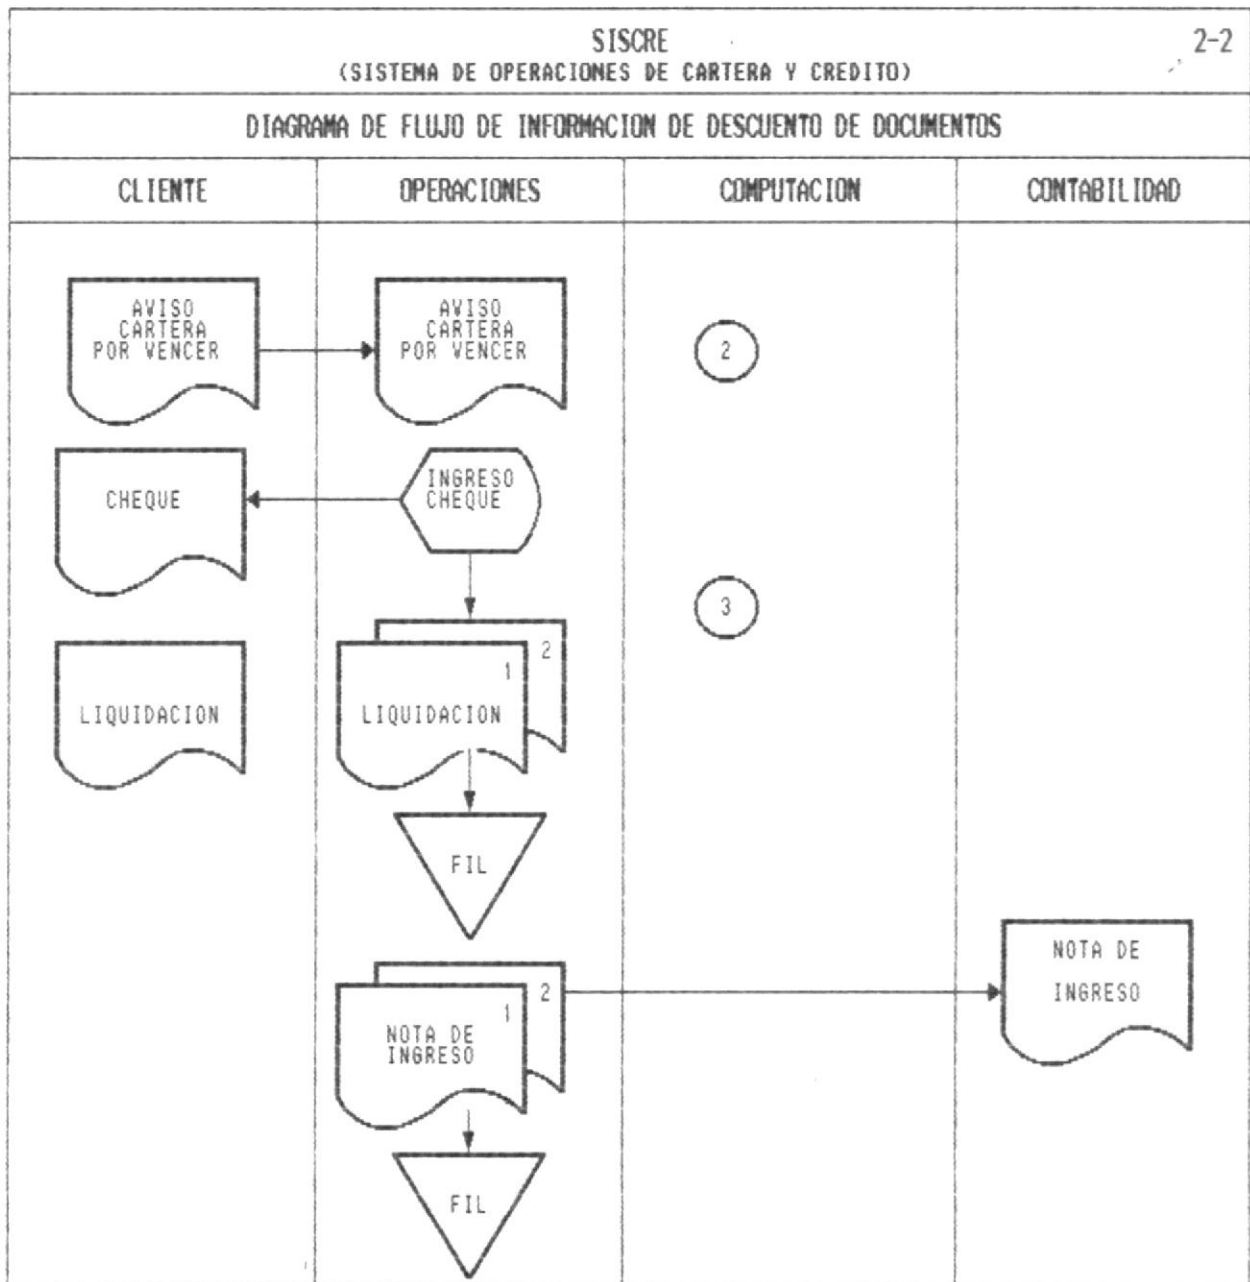 SISCRE
2-2
(SISTEMA DE OPERACIONES DE CARTERA Y CREDITO)
DIAGRAMA DE FLUJO DE INFORMACION DE DESCUENTO DE DOCUMENTOS
CLIENTE
OPERACIONES
COMPUTACION
CONTABILIDAD
AVISO
CARTERA
POR VENCER
AVISO
CARTERA
POR VENCER
2
CHEQUE
INGRESO
CHEQUE
3
LIQUIDACION
2
1
LIQUIDACION
FIL
NOTA DE
INGRESO
2
1
NOTA DE
INGRESO
FIL